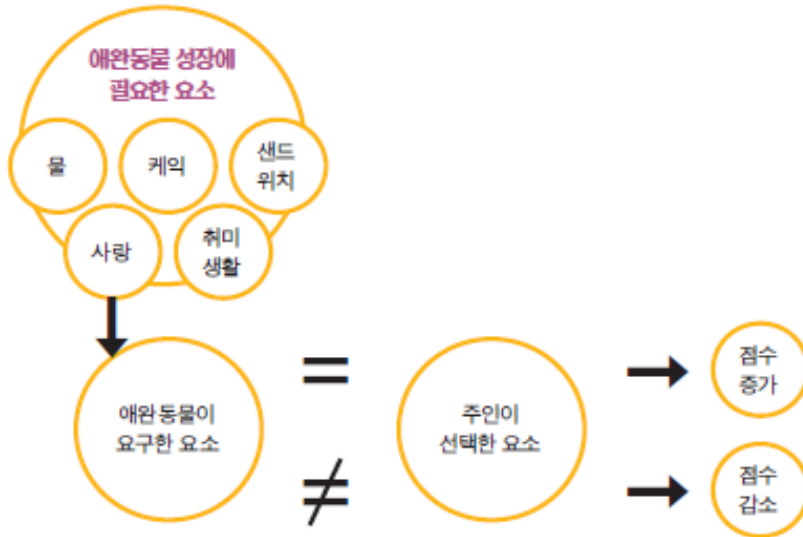 애완동물 성장에
필요한 요소
물
케익
샌드
위치
사랑
취미
생활
애완동물이
요구한 요소
=
≠
주인이
선택한 요소
점수
증가
점수
감소